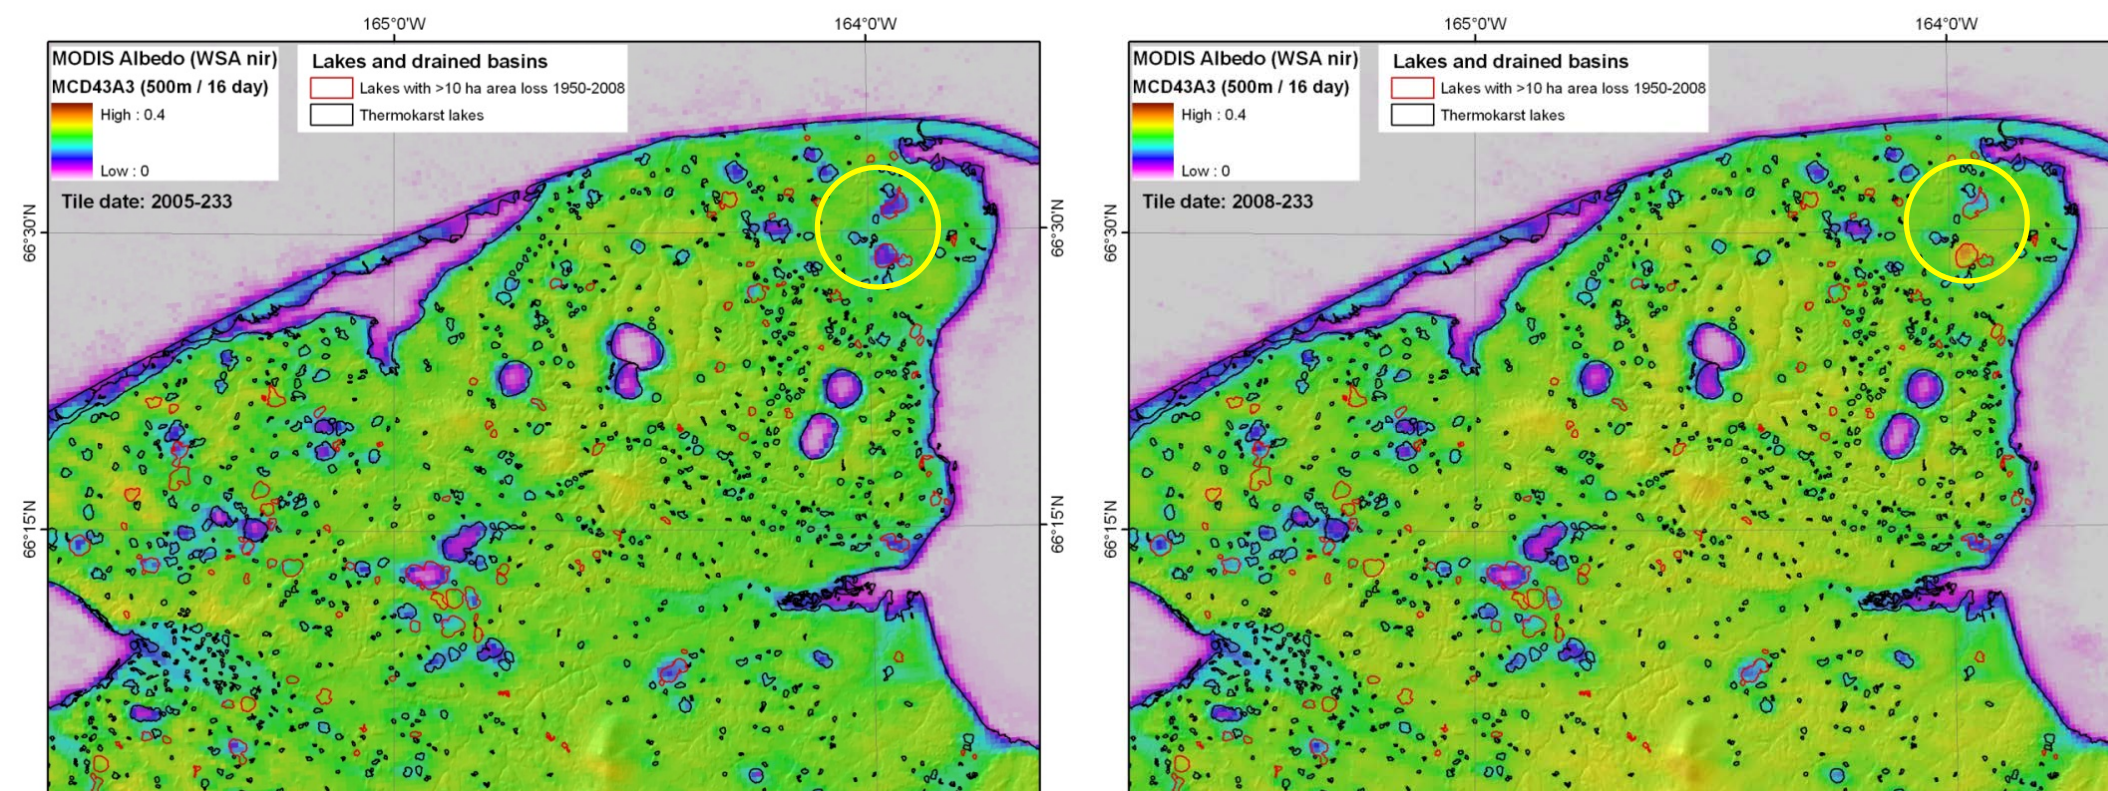 165°0'W
164°0'W
MODIS Albedo (WSA nir)
MCD43A3 (500m / 16 day)
High : 0.4
Low : 0
Lakes and drained basins
Lakes with >10 ha area loss 1950-2008
Thermokarst lakes
Tile date: 2005-233
66°30'N
66°15'N
66°30'N
66°15'N
165°0'W
164°0'W
MODIS Albedo (WSA nir)
MCD43A3 (500m / 16 day)
High : 0.4
Low : 0
Lakes and drained basins
Lakes with >10 ha area loss 1950-2008
Thermokarst lakes
Tile date: 2008-233
66°30'N
66°15'N